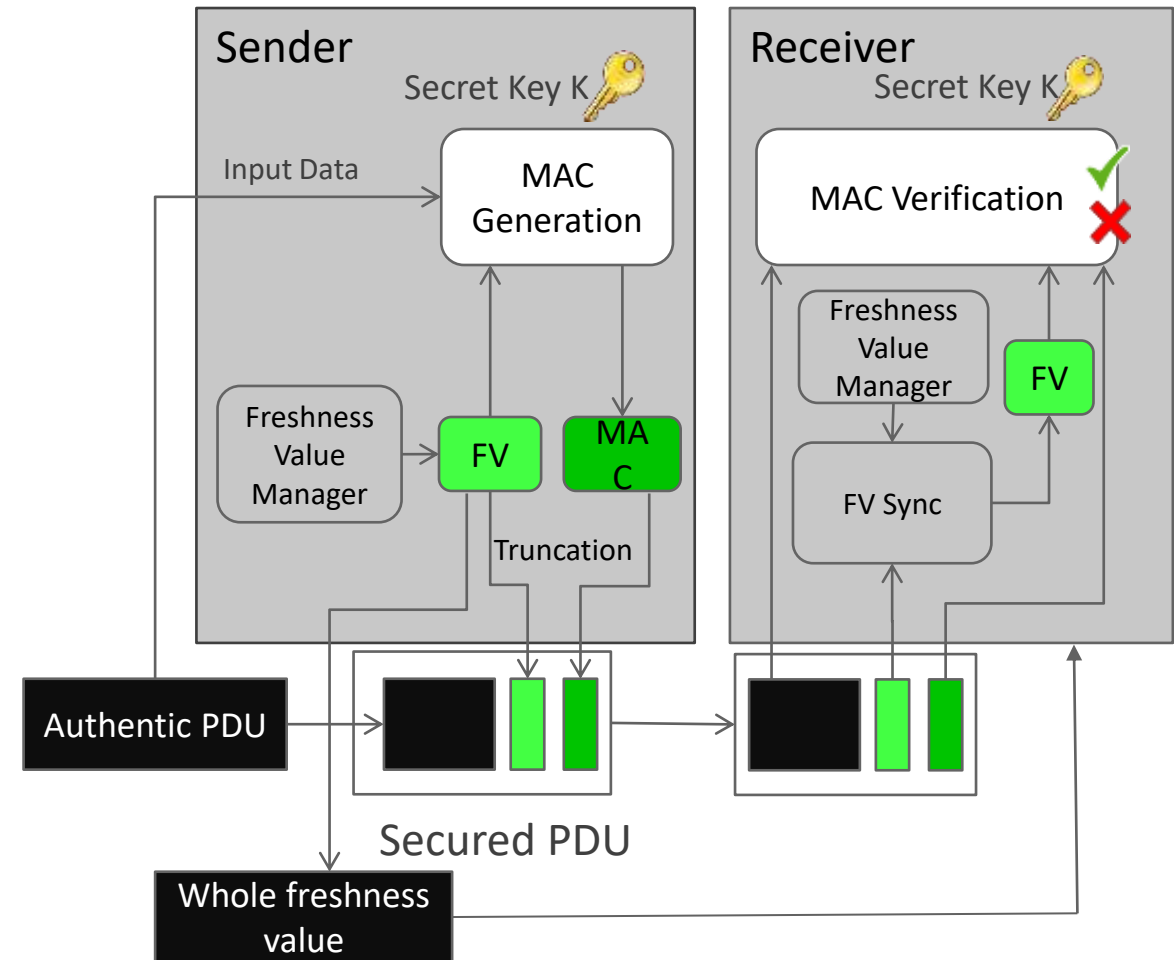 Sender
Secret Key K
Input Data
MAC
Generation
Freshness
Value
Manager
FV
MA
C
Truncation
Receiver
Secret Key K
MAC Verification
Freshness
Value
Manager
FV
FV Sync
Authentic PDU
Secured PDU
Whole freshness
value